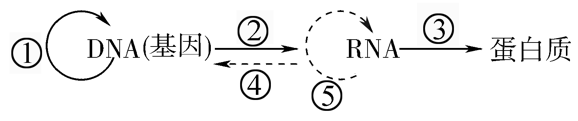 ① DNA(基因) ② RNA ③ 蛋白质
④ ⑤